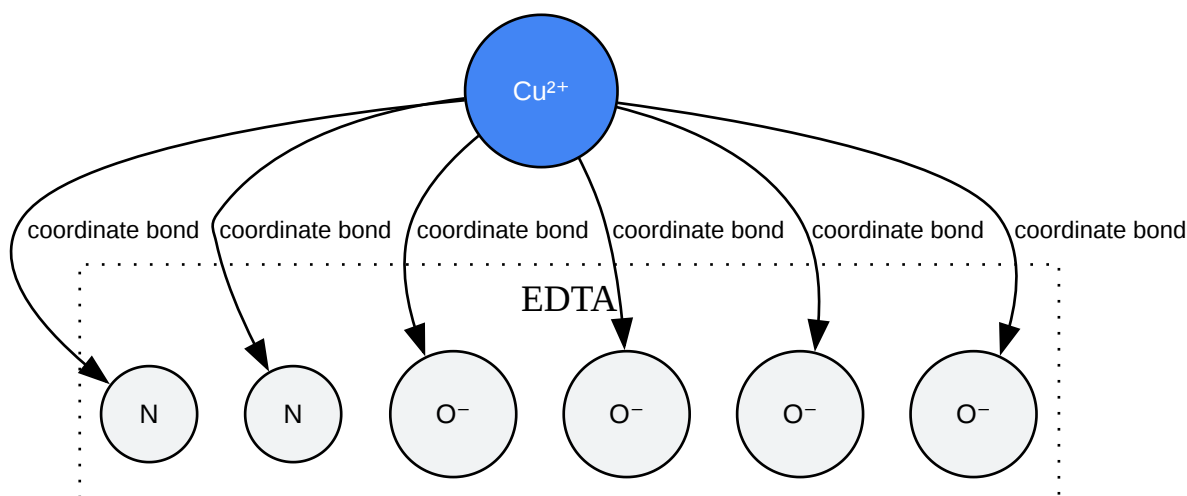 Cu²⁺
coordinate bond coordinate bond coordinate bond coordinate bond coordinate bond coordinate bond
EDTA
N N O⁻ O⁻ O⁻ O⁻